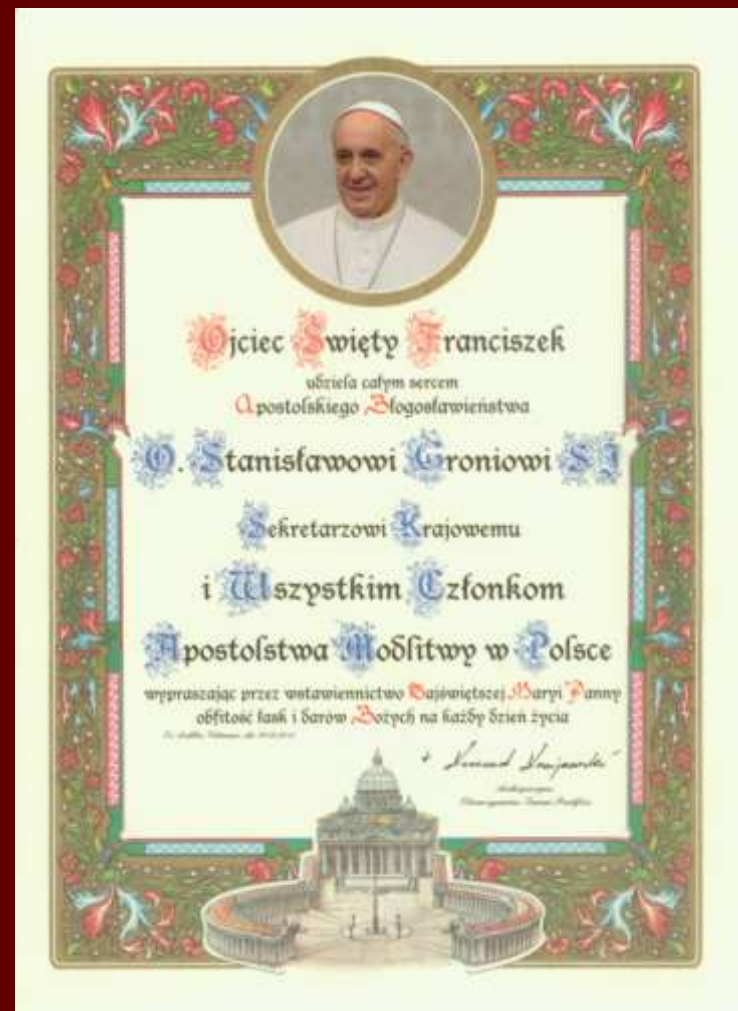 Ojciec Święty Franciszek
udziela całym sercem
Apostolskiego Błogosławieństwa
O. Stanisławowi Groniowi SJ
Sekretarzowi Krajowemu
i Wszystkim Członkom
Apostolstwa Modlitwy w Polsce
wypraszając przez wstawiennictwo Najświętszej Maryi Panny
obfitość łask i darów Bożych na każdy dzień życia